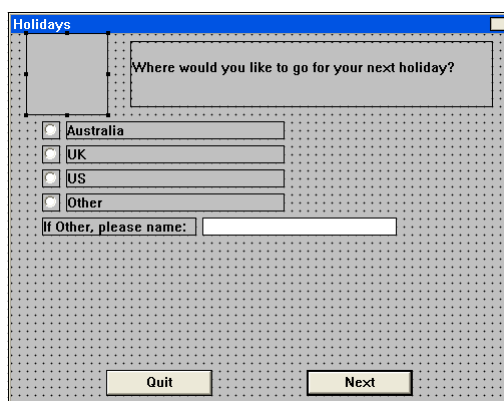 Holidays
Where would you like to go for your next holiday?
Australia
UK
US
Other
If Other, please name:
Quit Next